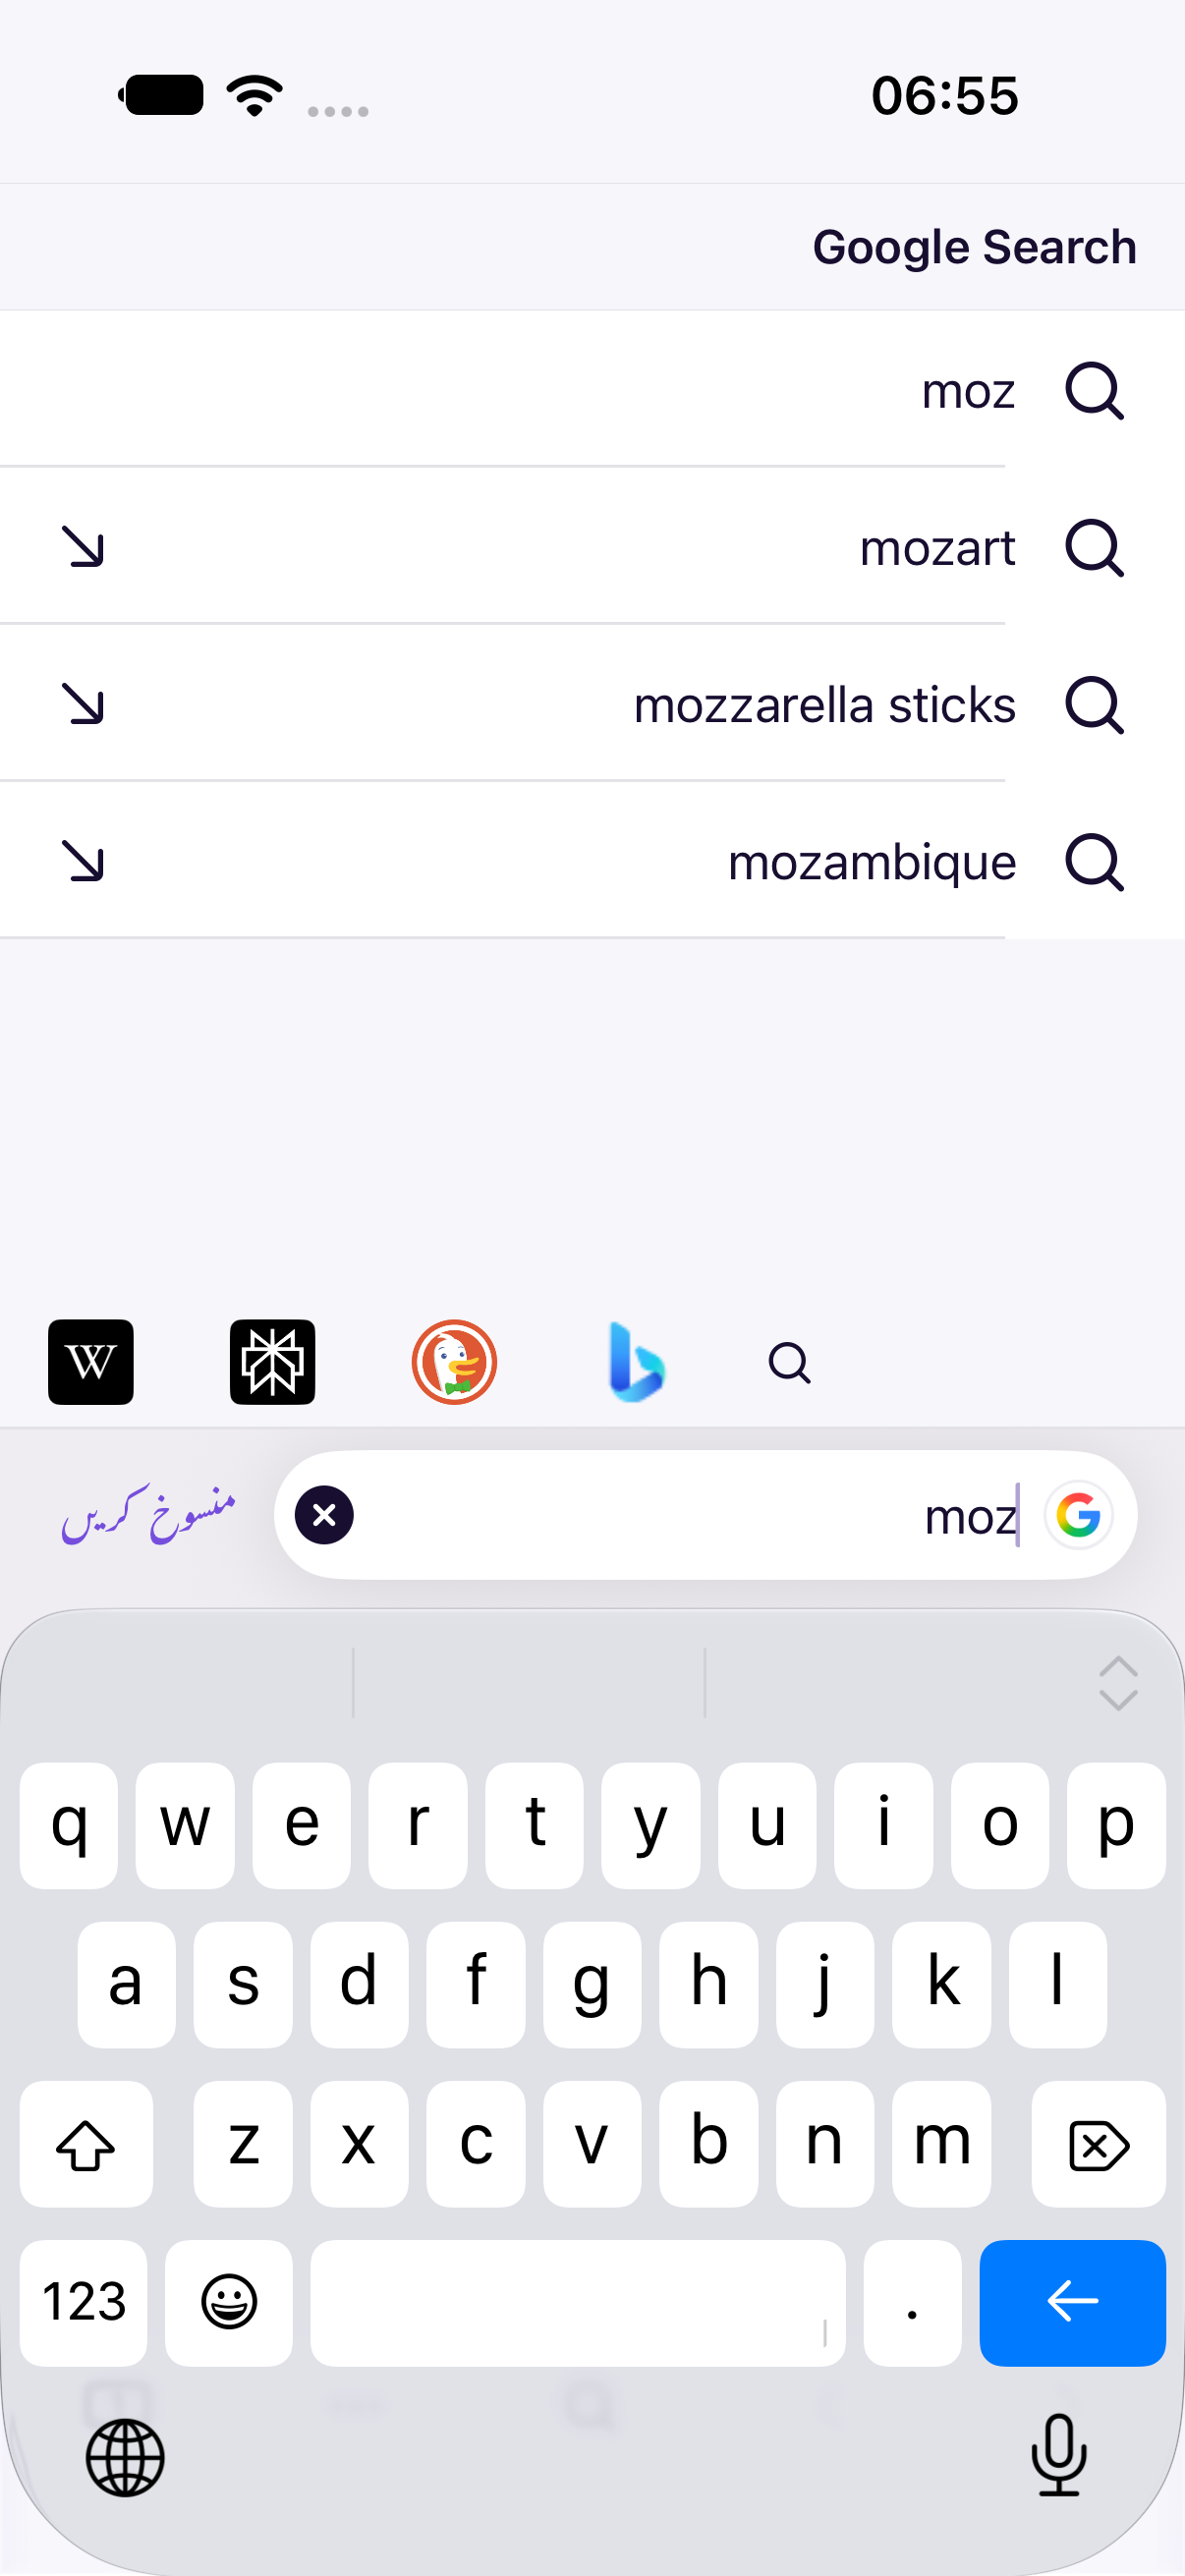 06:55
Google Search
moz
mozart
mozzarella sticks
mozambique
W
منسوخ کریں
moz
q w e r t y u i o p
a s d f g h j k l
z x c v b n m
123 .